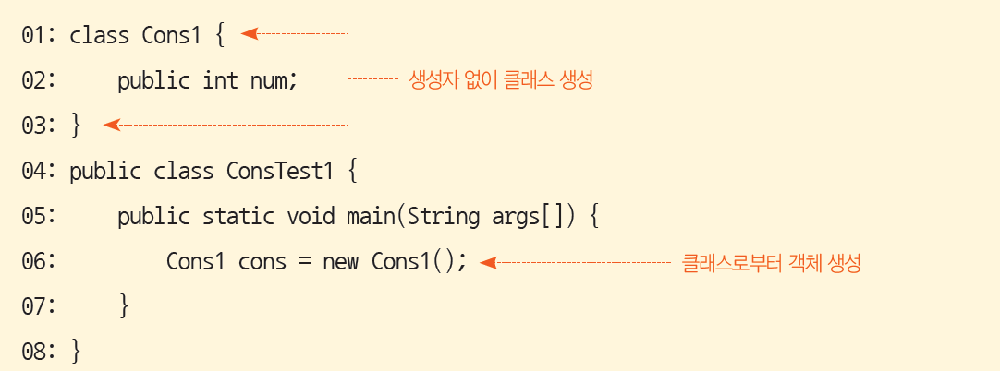 01: class Cons1 {
02:     public int num;
생성자 없이 클래스 생성
03: }
04: public class ConsTest1 {
05:     public static void main(String args[]) {
06:         Cons1 cons = new Cons1();
클래스로부터 객체 생성
07:     }
08: }